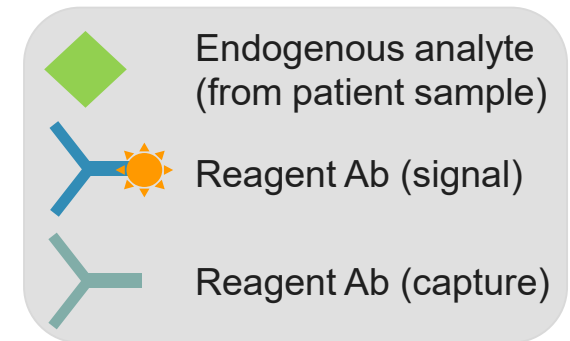 Endogenous analyte
(from patient sample)
Reagent Ab (signal)
Reagent Ab (capture)